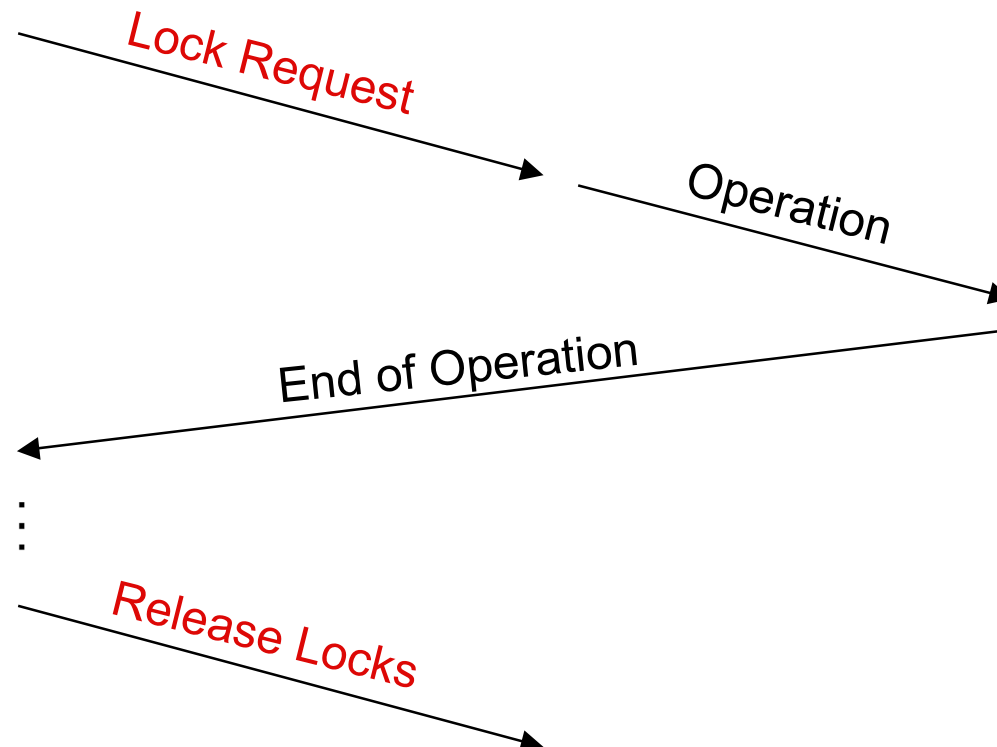 Lock Request
Operation
End of Operation
⋮
Release Locks